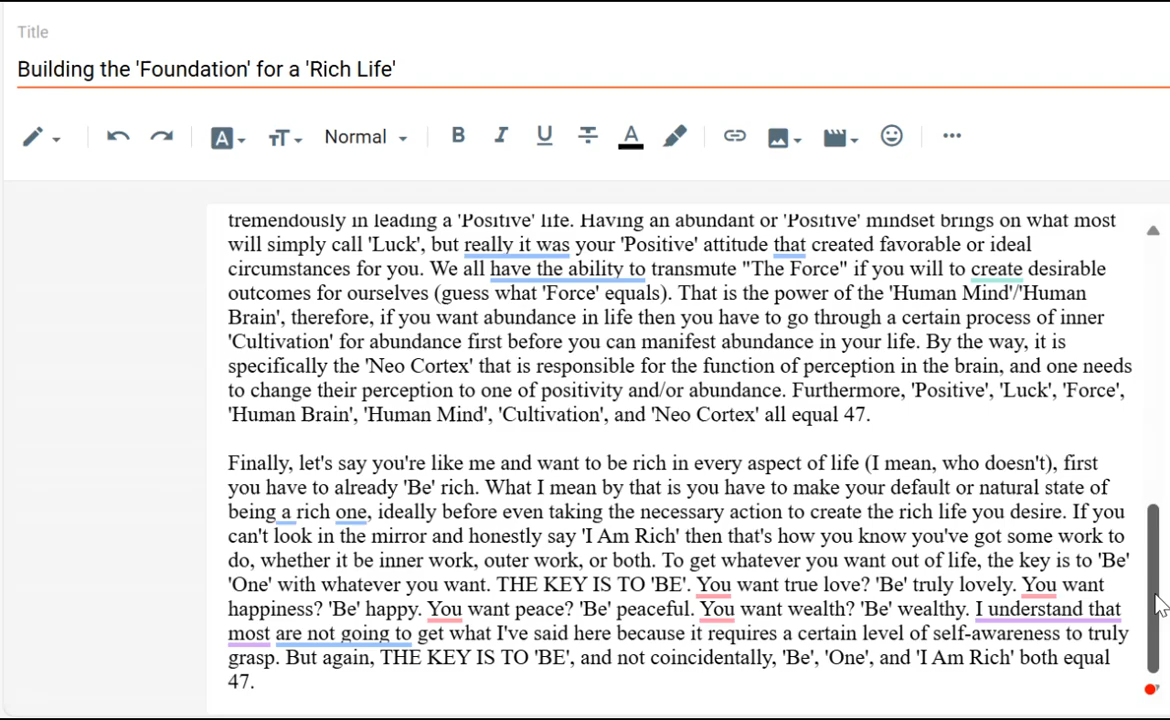 Title
Building the 'Foundation' for a 'Rich Life'
Normal
B I U T A
tremendously in leading a 'Positive' life. Having an abundant or 'Positive' mindset brings on what most
will simply call 'Luck', but really it was your 'Positive' attitude that created favorable or ideal
circumstances for you. We all have the ability to transmute "The Force" if you will to create desirable
outcomes for ourselves (guess what 'Force' equals). That is the power of the 'Human Mind'/'Human
Brain', therefore, if you want abundance in life then you have to go through a certain process of inner
'Cultivation' for abundance first before you can manifest abundance in your life. By the way, it is
specifically the 'Neo Cortex' that is responsible for the function of perception in the brain, and one needs
to change their perception to one of positivity and/or abundance. Furthermore, 'Positive', 'Luck', 'Force',
'Human Brain', 'Human Mind', 'Cultivation', and 'Neo Cortex' all equal 47.
Finally, let's say you're like me and want to be rich in every aspect of life (I mean, who doesn't), first
you have to already 'Be' rich. What I mean by that is you have to make your default or natural state of
being a rich one, ideally before even taking the necessary action to create the rich life you desire. If you
can't look in the mirror and honestly say 'I Am Rich' then that's how you know you've got some work to
do, whether it be inner work, outer work, or both. To get whatever you want out of life, the key is to 'Be'
'One' with whatever you want. THE KEY IS TO 'BE'. You want true love? 'Be' truly lovely. You want
happiness? 'Be' happy. You want peace? 'Be' peaceful. You want wealth? 'Be' wealthy. I understand that
most are not going to get what I've said here because it requires a certain level of self-awareness to truly
grasp. But again, THE KEY IS TO 'BE', and not coincidentally, 'Be', 'One', and 'I Am Rich' both equal
47.